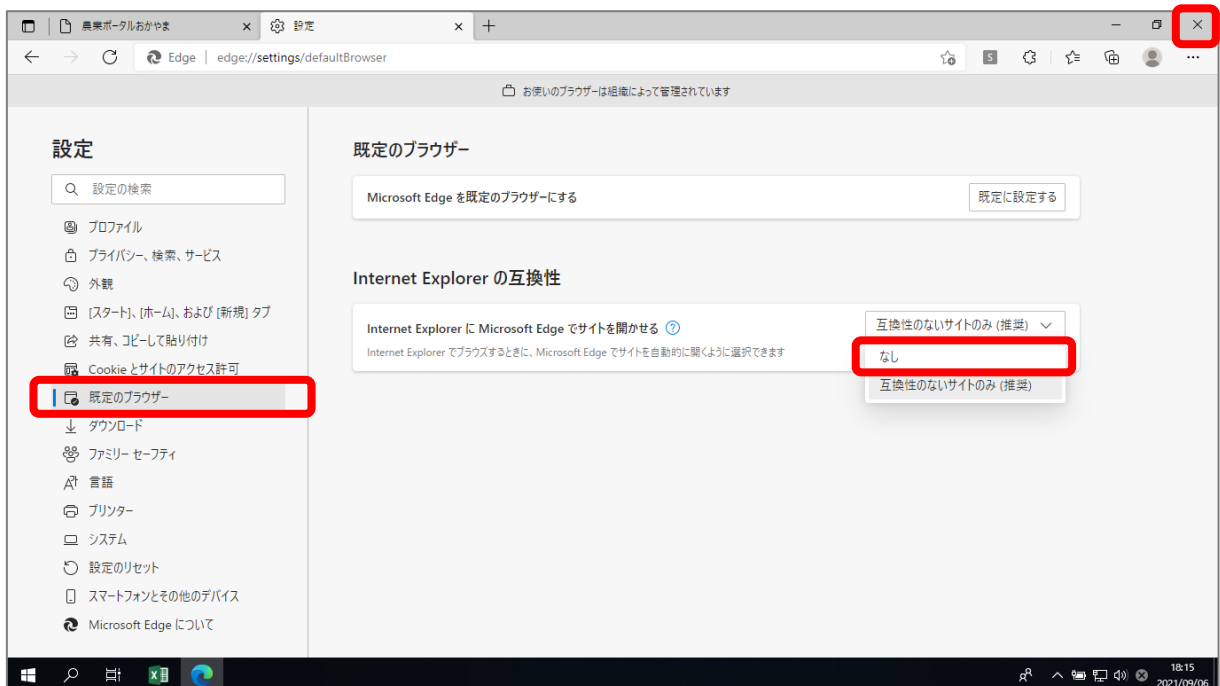 農業ポータルおかやま
設定
Edge | edge://settings/defaultBrowser
S
お使いのブラウザーは組織によって管理されています
設定
設定の検索
プロファイル
プライバシー、検索、サービス
外観
[スタート]、[ホーム]、および [新規] タブ
共有、コピーして貼り付け
Cookie とサイトのアクセス許可
既定のブラウザー
ダウンロード
ファミリー セーフティ
言語
プリンター
システム
設定のリセット
スマートフォンとその他のデバイス
Microsoft Edge について
既定のブラウザー
Microsoft Edge を既定のブラウザーにする
既定に設定する
Internet Explorer の互換性
Internet Explorer に Microsoft Edge でサイトを開かせる
互換性のないサイトのみ (推奨)
Internet Explorer でブラウズするときに、Microsoft Edge でサイトを自動的に開くように選択できます
なし
互換性のないサイトのみ (推奨)
18:15
2021/09/06